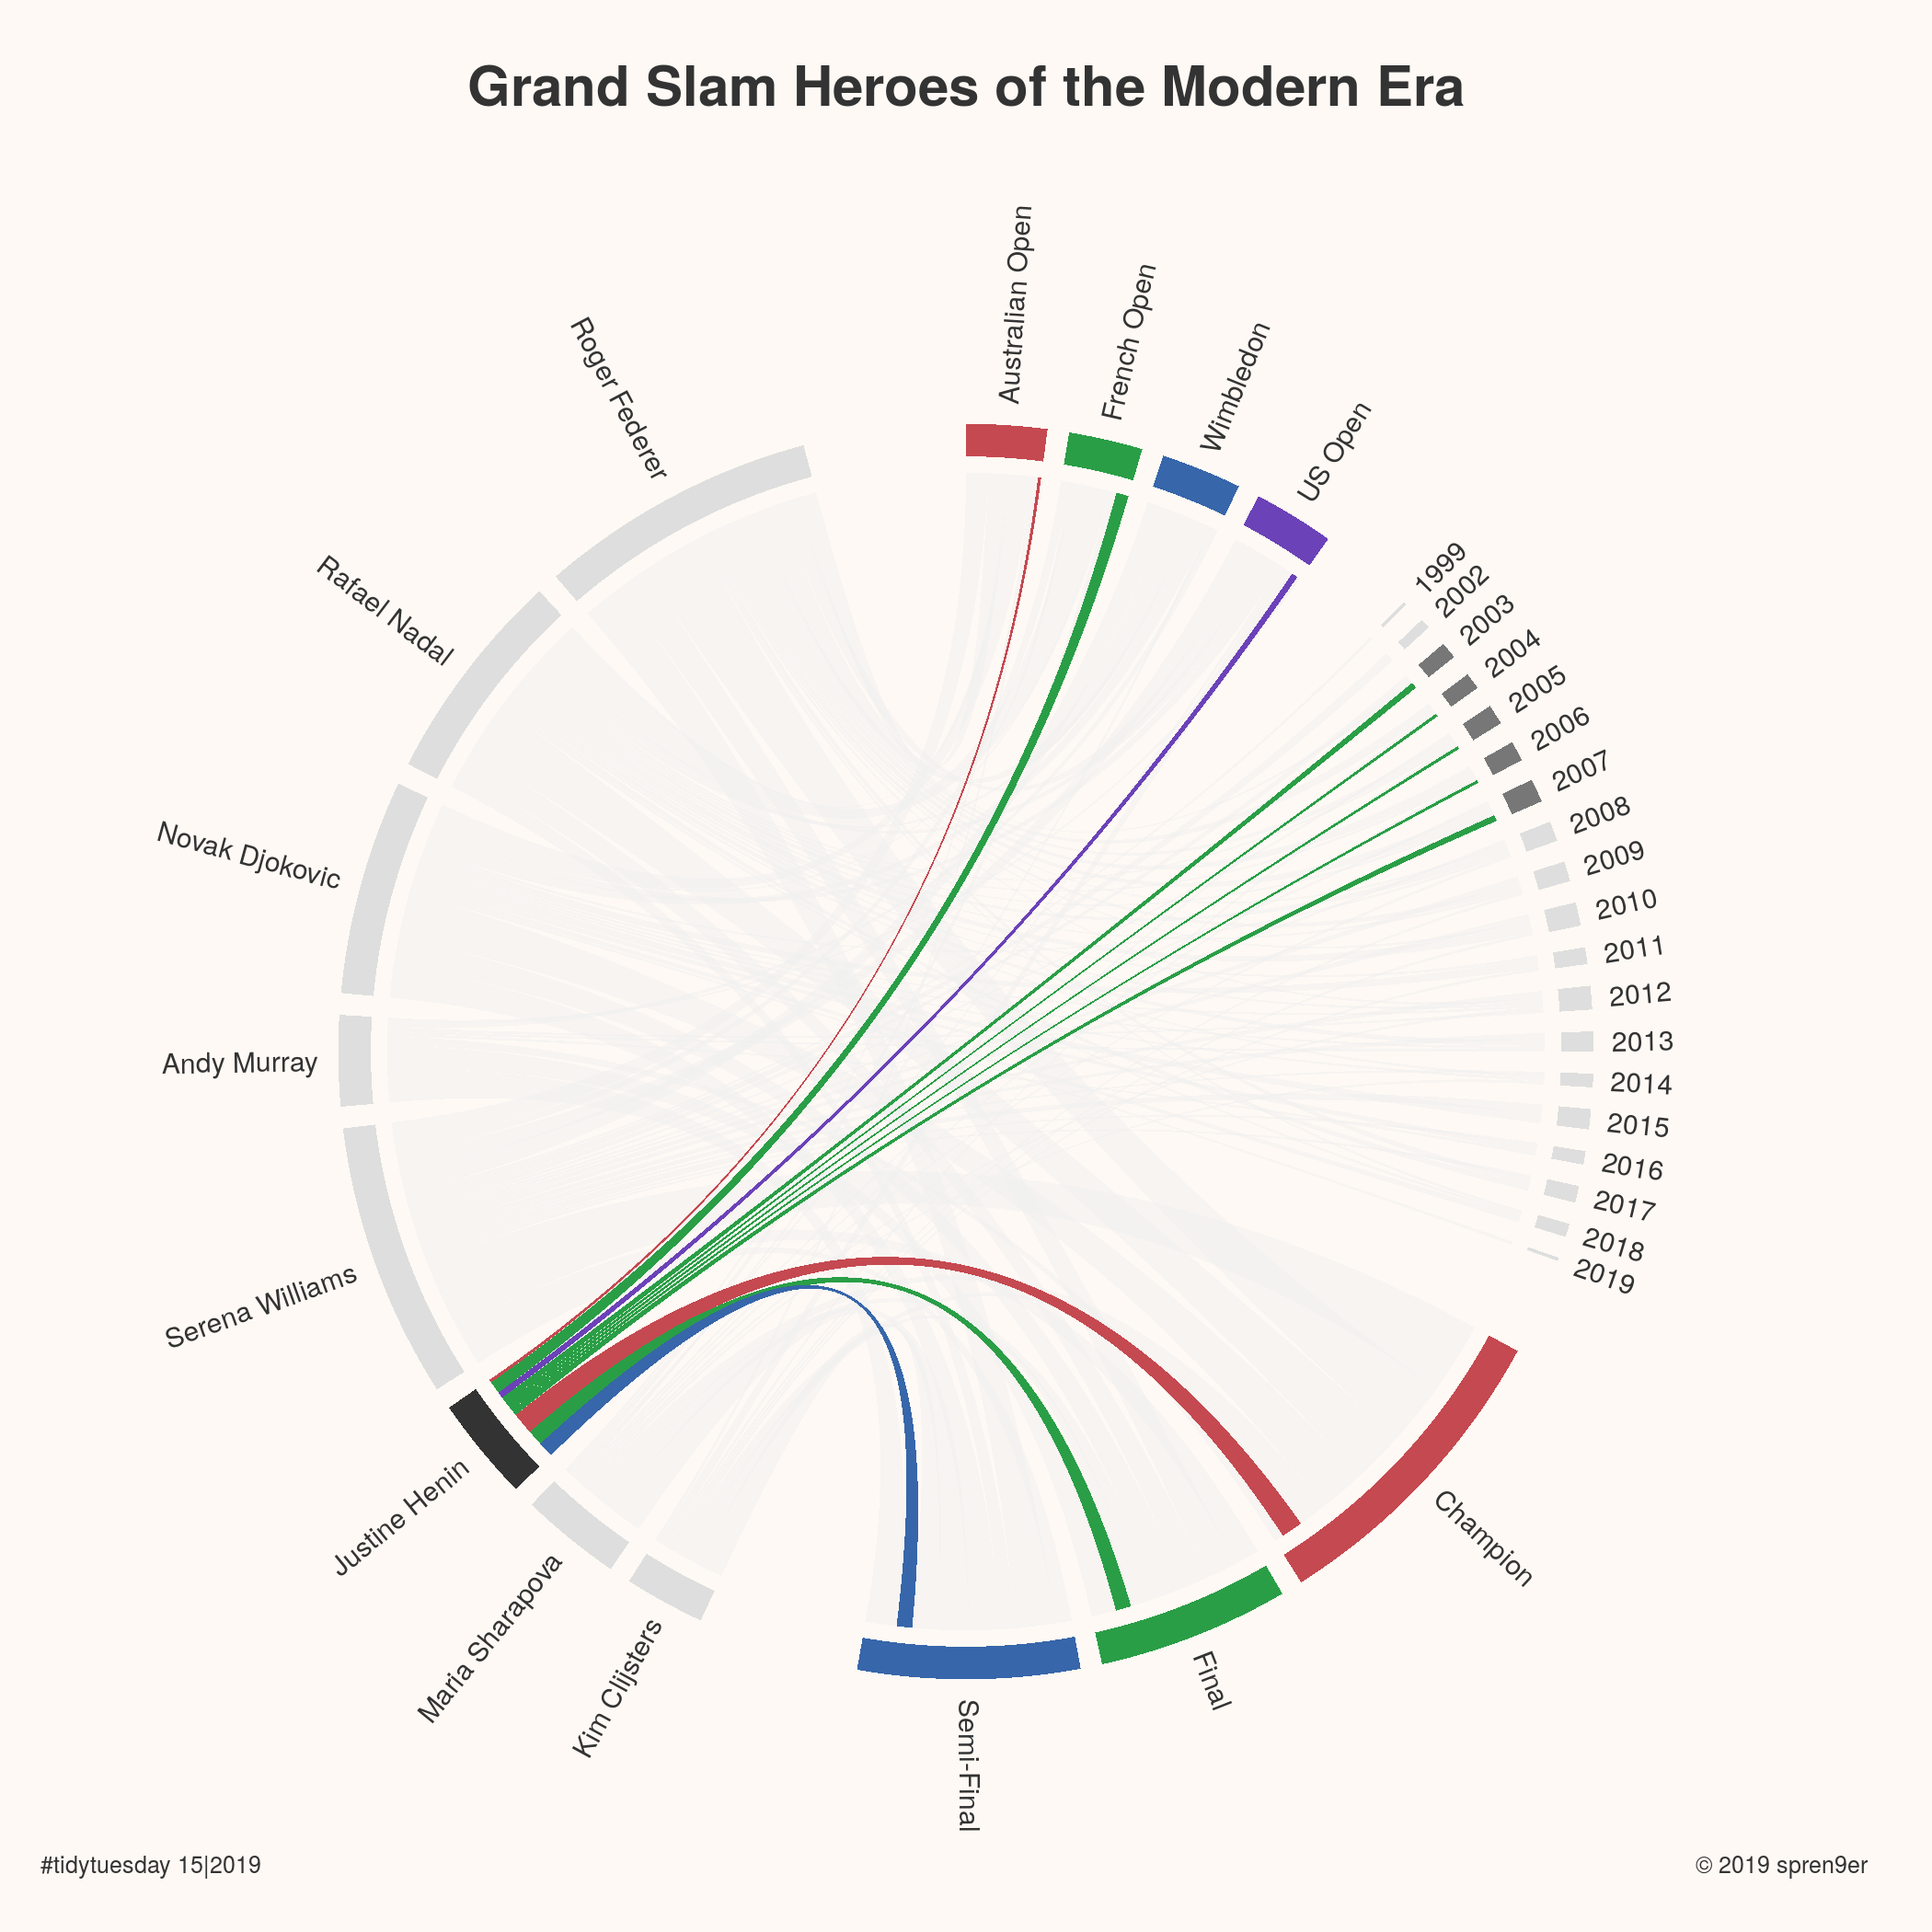 Grand Slam Heroes of the Modern Era
Australian Open
French Open
Wimbledon
US Open
1999
2002
2003
2004
2005
2006
2007
2008
2009
2010
2011
2012
2013
2014
2015
2016
2017
2018
2019
Champion
Final
Semi-Final
Kim Clijsters
Maria Sharapova
Justine Henin
Serena Williams
Andy Murray
Novak Djokovic
Rafael Nadal
Roger Federer
#tidytuesday 15|2019
© 2019 spren9er